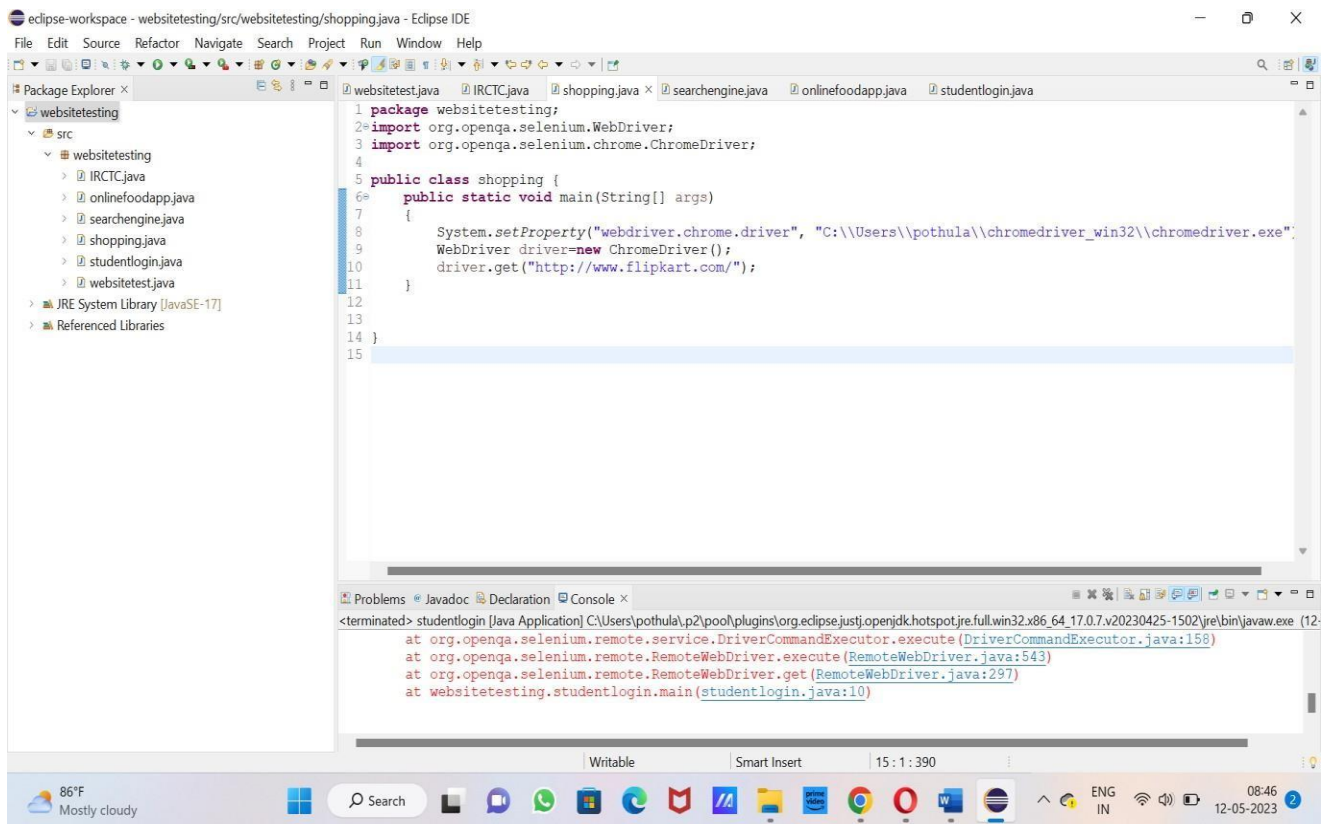 eclipse-workspace - websitetesting/src/websitetesting/shopping.java - Eclipse IDE
File Edit Source Refactor Navigate Search Project Run Window Help
Package Explorer
websitetest.java IRCTC.java shopping.java searchengine.java onlinefoodapp.java studentlogin.java
websitetesting
src
websitetesting
IRCTC.java
onlinefoodapp.java
searchengine.java
shopping.java
studentlogin.java
websitetest.java
JRE System Library [JavaSE-17]
Referenced Libraries
1 package websitetesting;
2 import org.openqa.selenium.WebDriver;
3 import org.openqa.selenium.chrome.ChromeDriver;
4
5 public class shopping {
6 public static void main(String[] args)
7 {
8 System.setProperty("webdriver.chrome.driver", "C:\\Users\\pothula\\chromedriver_win32\\chromedriver.exe")
9 WebDriver driver=new ChromeDriver();
10 driver.get("http://www.flipkart.com/");
11 }
12
13
14 }
15
Problems Javadoc Declaration Console
<terminated> studentlogin [Java Application] C:\Users\pothula\.p2\pool\plugins\org.eclipse.justj.openjdk.hotspot.jre.full.win32.x86_64_17.0.7.v20230425-1502\jre\bin\javaw.exe (12-
at org.openqa.selenium.remote.service.DriverCommandExecutor.execute(DriverCommandExecutor.java:158)
at org.openqa.selenium.remote.RemoteWebDriver.execute(RemoteWebDriver.java:543)
at org.openqa.selenium.remote.RemoteWebDriver.get(RemoteWebDriver.java:297)
at websitetesting.studentlogin.main(studentlogin.java:10)
Writable Smart Insert 15 : 1 : 390
86°F
Mostly cloudy
Search
prime video
ENG
IN
08:46
12-05-2023
2